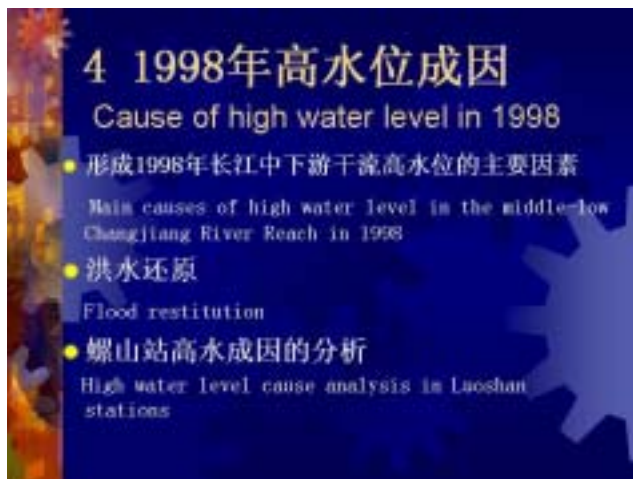 4 1998年高水位成因
Cause of high water level in 1998
形成1998年长江中下游干流高水位的主要因素
Main causes of high water level in the middle-low
Changjiang River Reach in 1998
洪水还原
Flood restitution
螺山站高水成因的分析
High water level cause analysis in Luoshan
stations